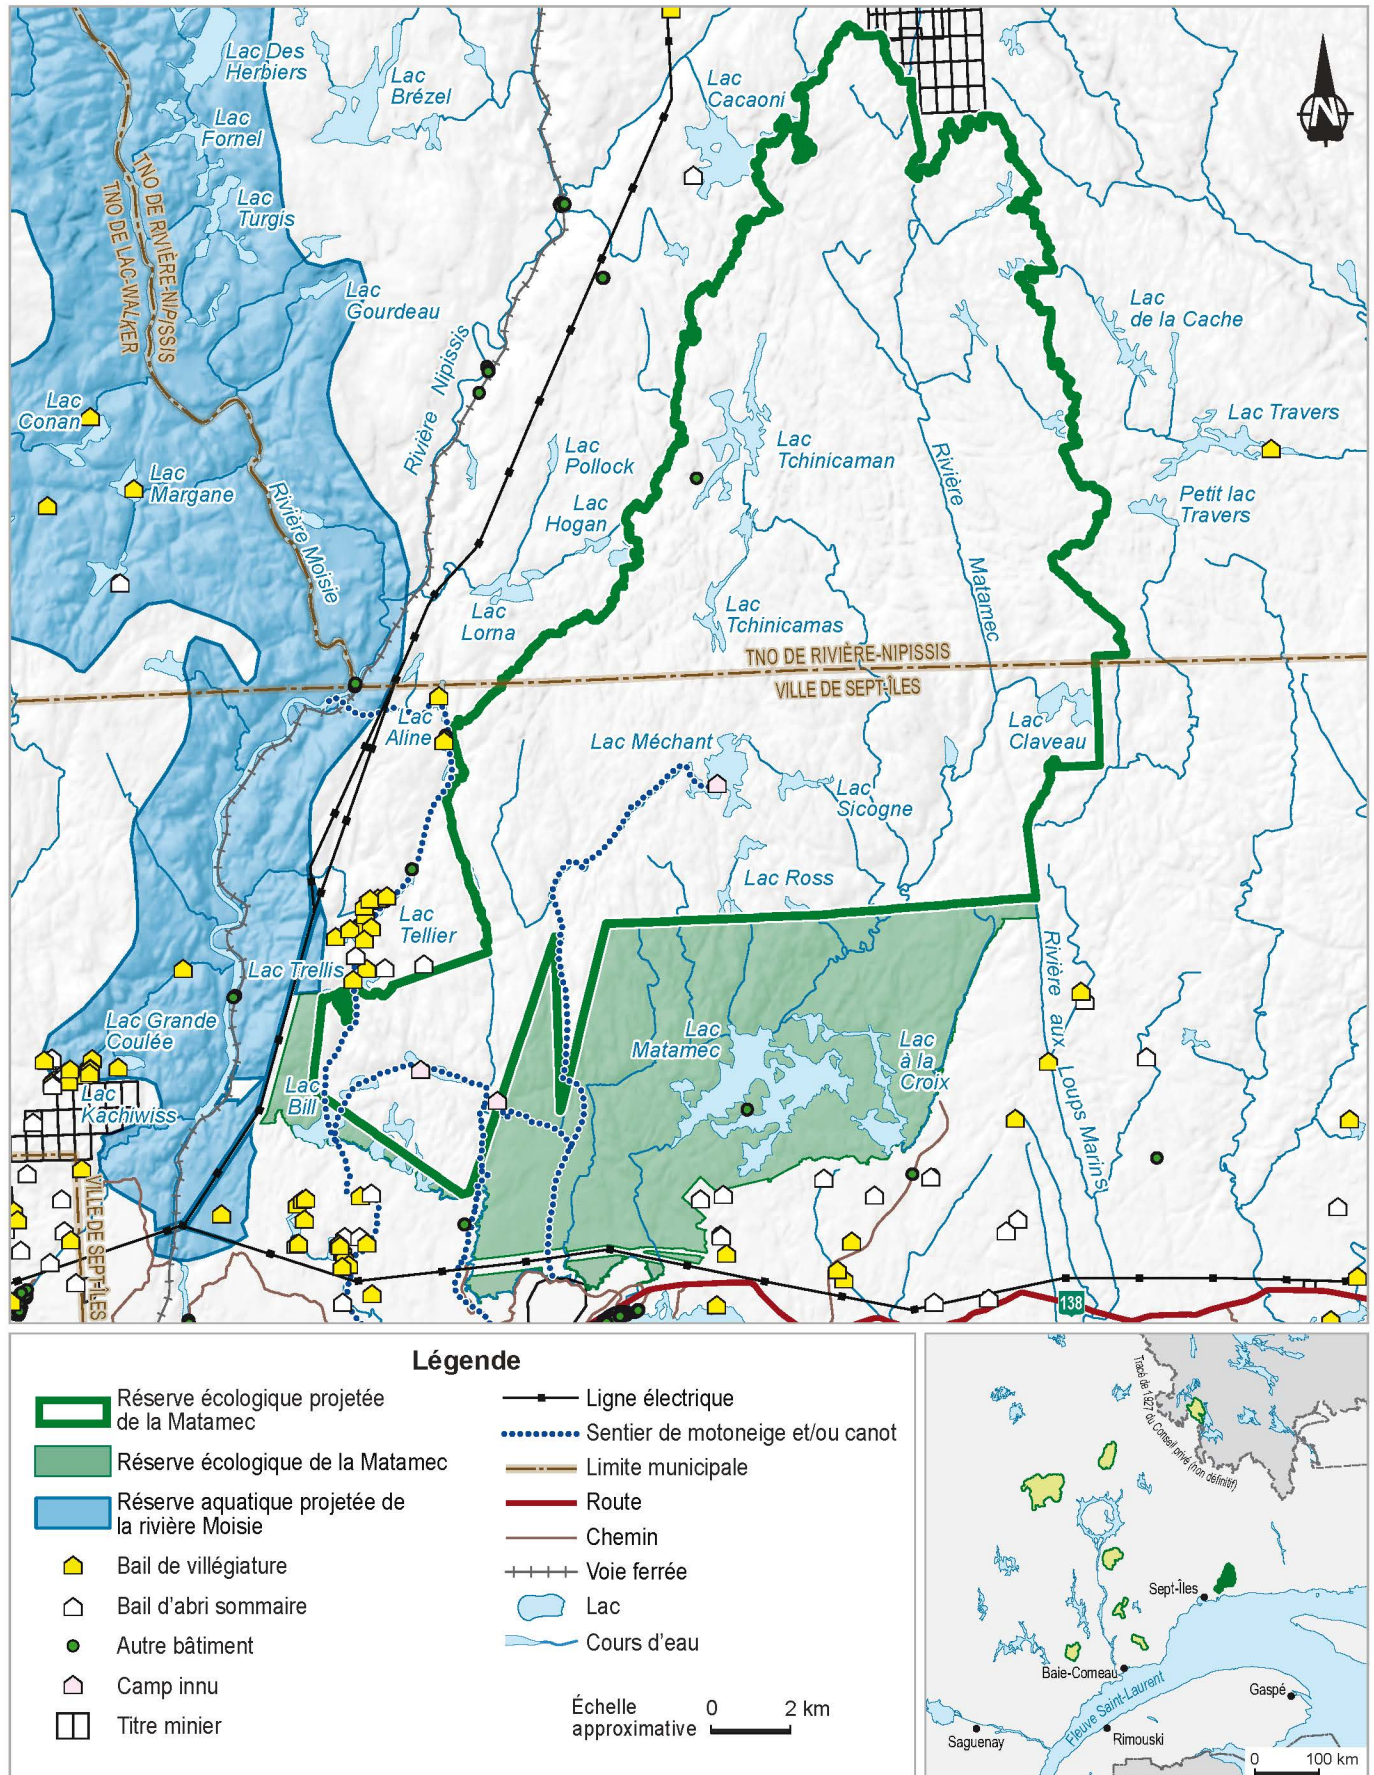 Lac Des
Herbiers
Lac
Brézel
Lac
Cacaoni
N
Lac
Fornel
TNO DE RIVIÈRE-NIPISSIS
TNO DE LAC-WALKER
Lac
Turgis
Lac
Gourdeau
Lac
de la Cache
Rivière Nipissis
Lac
Conan
Lac Travers
Lac
Pollock
Lac
Tchinicaman
Lac
Margane
Rivière
Matamec
Petit lac
Travers
Lac
Hogan
Rivière Moisie
Lac
Lorna
Lac
Tchinicamas
TNO DE RIVIÈRE-NIPISSIS
VILLE DE SEPT-ÎLES
Lac
Aline
Lac Méchant
Lac
Claveau
Lac
Sicogne
Lac Ross
Lac
Tellier
Lac Trellis
Lac Grande
Coulée
Lac
Matamec
Lac
à la
Croix
Rivière
aux
Loups Marins
Lac
Bill
Lac
Kachiwiss
VILLE DE SEPT-ÎLES
138
Légende
Réserve écologique projetée
de la Matamec
Réserve écologique de la Matamec
Réserve aquatique projetée de
la rivière Moisie
Bail de villégiature
Bail d'abri sommaire
Autre bâtiment
Camp innu
Titre minier
Ligne électrique
Sentier de motoneige et/ou canot
Limite municipale
Route
Chemin
Voie ferrée
Lac
Cours d'eau
Échelle
approximative
0 2 km
Tracé de 1927 du Conseil privé (non définitif)
Sept-Îles
Baie-Comeau
Fleuve Saint-Laurent
Gaspé
Saguenay
Rimouski
0 100 km